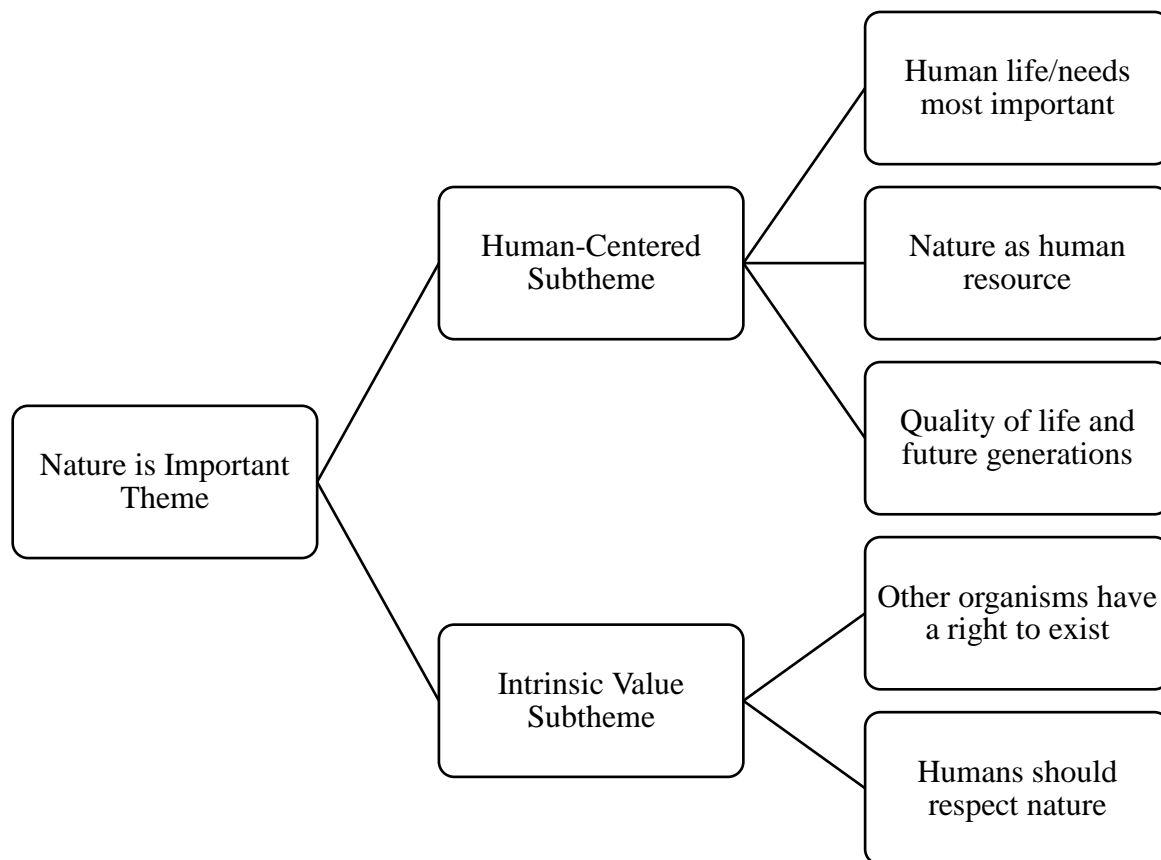 Nature is Important
Theme
Human-Centered
Subtheme
Human life/needs
most important
Nature as human
resource
Quality of life and
future generations
Intrinsic Value
Subtheme
Other organisms have
a right to exist
Humans should
respect nature